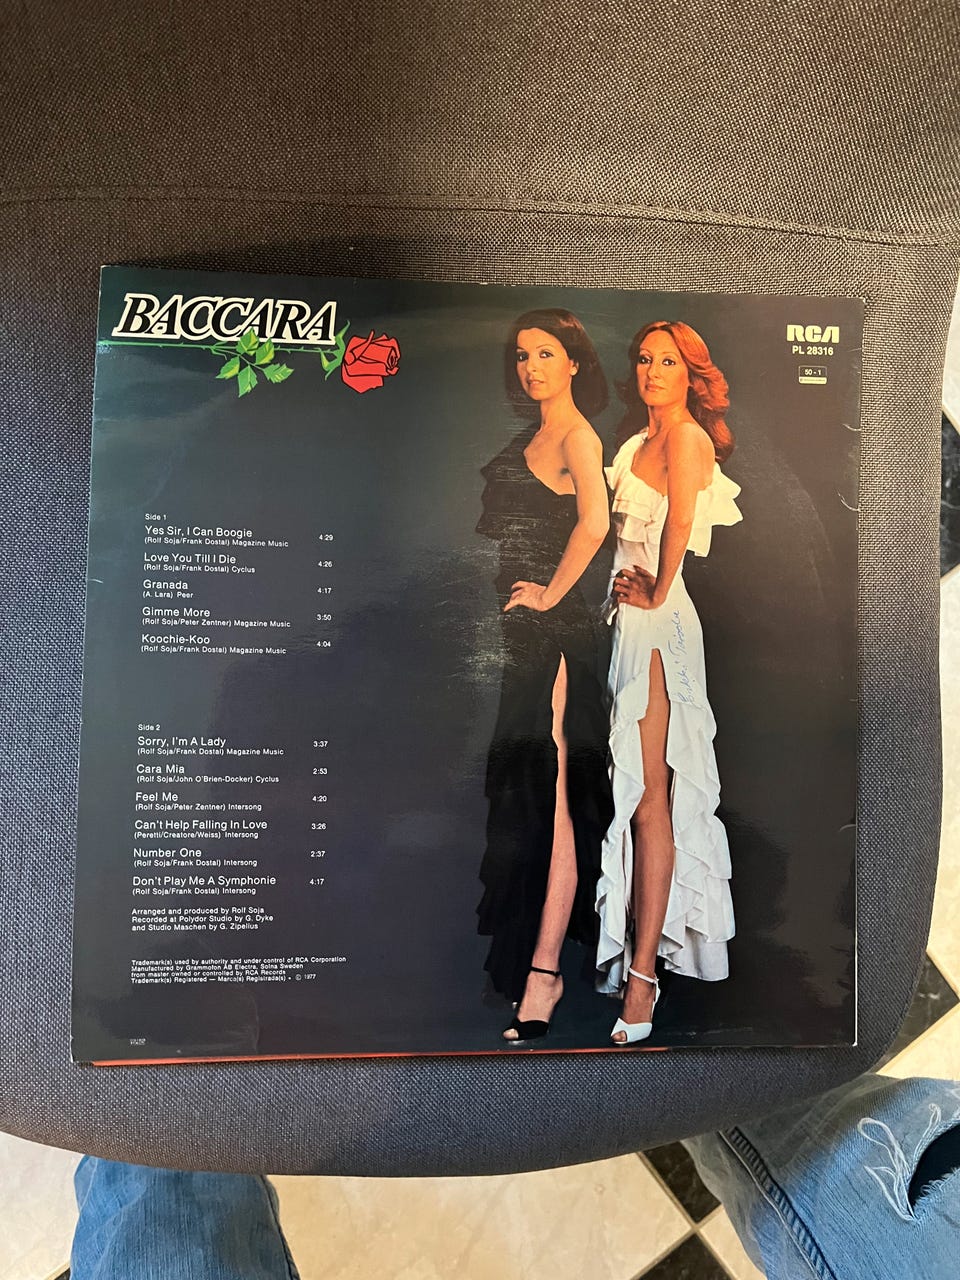 BACCARA
RCA
PL 28316
50 - 1
Side 1
Yes Sir, I Can Boogie 4:29
(Rolf Soja/Frank Dostal) Magazine Music
Love You Till I Die 4:26
(Rolf Soja/Frank Dostal) Cyclus
Granada 4:17
(A. Lara) Peer
Gimme More 3:50
(Rolf Soja/Peter Zentner) Magazine Music
Koochie-Koo 4:04
(Rolf Soja/Frank Dostal) Magazine Music
Side 2
Sorry, I'm A Lady 3:37
(Rolf Soja/Frank Dostal) Magazine Music
Cara Mia 2:53
(Rolf Soja/John O'Brien-Docker) Cyclus
Feel Me 4:20
(Rolf Soja/Peter Zentner) Intersong
Can't Help Falling In Love 3:26
(Peretti/Creatore/Weiss) Intersong
Number One 2:37
(Rolf Soja/Frank Dostal) Intersong
Don't Play Me A Symphonie 4:17
(Rolf Soja/Frank Dostal) Intersong
Arranged and produced by Rolf Soja
Recorded at Polydor Studio by G. Dyke
and Studio Maschen by G. Zipelius
Trademark(s) used by authority and under control of RCA Corporation
Manufactured by Grammofon AB Electra, Solna Sweden
from master owned or controlled by RCA Records
Trademark(s) Registered — Marca(s) Registrada(s) • © 1977